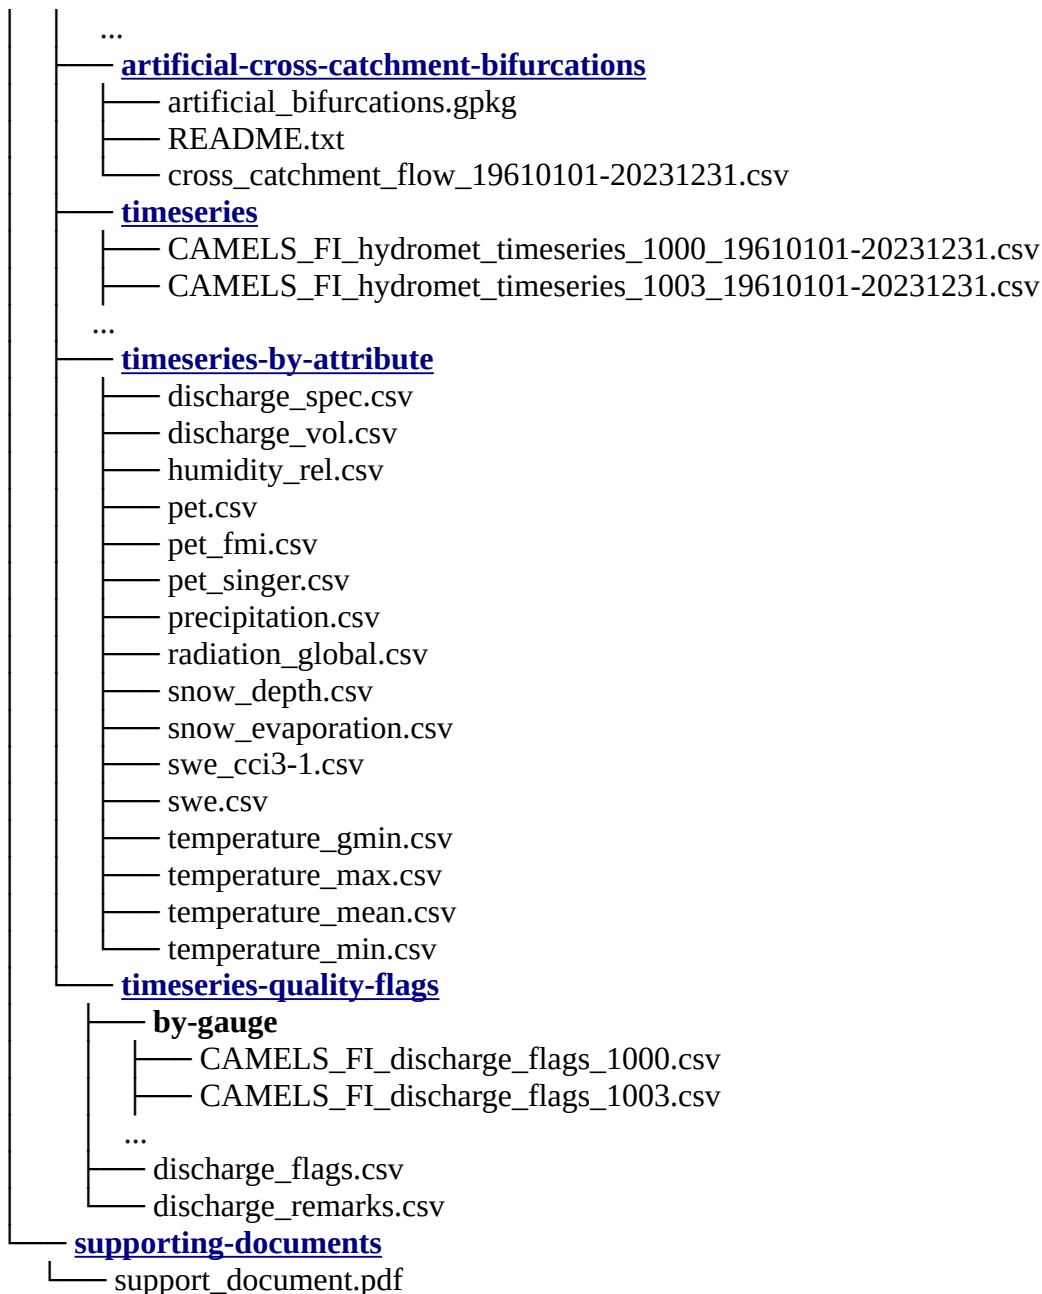 ...
artificial-cross-catchment-bifurcations
artificial_bifurcations.gpkg
README.txt
cross_catchment_flow_19610101-20231231.csv
timeseries
CAMELS_FI_hydromet_timeseries_1000_19610101-20231231.csv
CAMELS_FI_hydromet_timeseries_1003_19610101-20231231.csv
...
timeseries-by-attribute
discharge_spec.csv
discharge_vol.csv
humidity_rel.csv
pet.csv
pet_fmi.csv
pet_singer.csv
precipitation.csv
radiation_global.csv
snow_depth.csv
snow_evaporation.csv
swe_cci3-1.csv
swe.csv
temperature_gmin.csv
temperature_max.csv
temperature_mean.csv
temperature_min.csv
timeseries-quality-flags
by-gauge
CAMELS_FI_discharge_flags_1000.csv
CAMELS_FI_discharge_flags_1003.csv
...
discharge_flags.csv
discharge_remarks.csv
supporting-documents
support_document.pdf